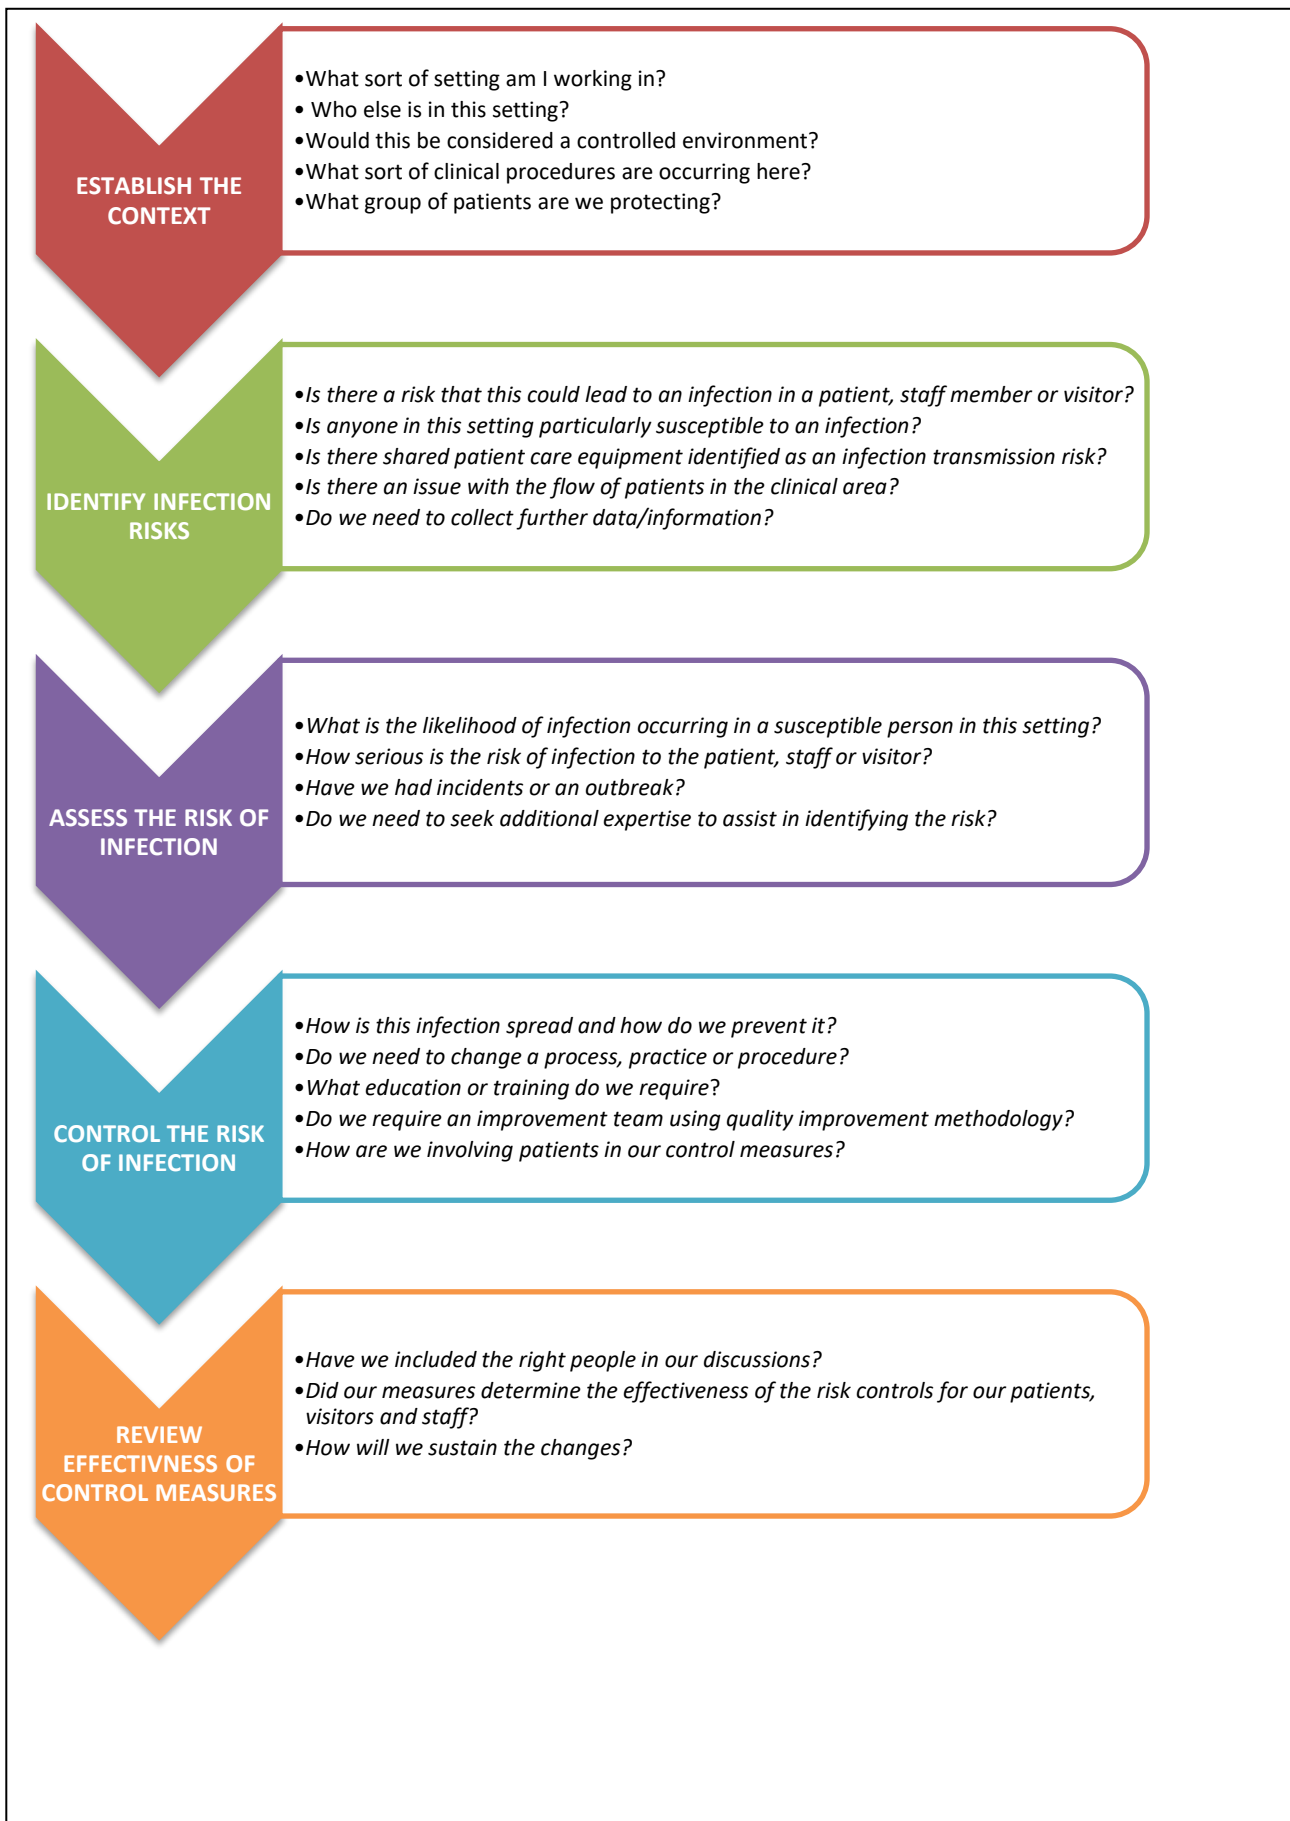 ESTABLISH THE
CONTEXT
•What sort of setting am I working in?
• Who else is in this setting?
•Would this be considered a controlled environment?
•What sort of clinical procedures are occurring here?
•What group of patients are we protecting?
IDENTIFY INFECTION
RISKS
•Is there a risk that this could lead to an infection in a patient, staff member or visitor?
•Is anyone in this setting particularly susceptible to an infection?
•Is there shared patient care equipment identified as an infection transmission risk?
•Is there an issue with the flow of patients in the clinical area?
•Do we need to collect further data/information?
ASSESS THE RISK OF
INFECTION
•What is the likelihood of infection occurring in a susceptible person in this setting?
•How serious is the risk of infection to the patient, staff or visitor?
•Have we had incidents or an outbreak?
•Do we need to seek additional expertise to assist in identifying the risk?
CONTROL THE RISK
OF INFECTION
•How is this infection spread and how do we prevent it?
•Do we need to change a process, practice or procedure?
•What education or training do we require?
•Do we require an improvement team using quality improvement methodology?
•How are we involving patients in our control measures?
REVIEW
EFFECTIVNESS OF
CONTROL MEASURES
•Have we included the right people in our discussions?
•Did our measures determine the effectiveness of the risk controls for our patients,
visitors and staff?
•How will we sustain the changes?